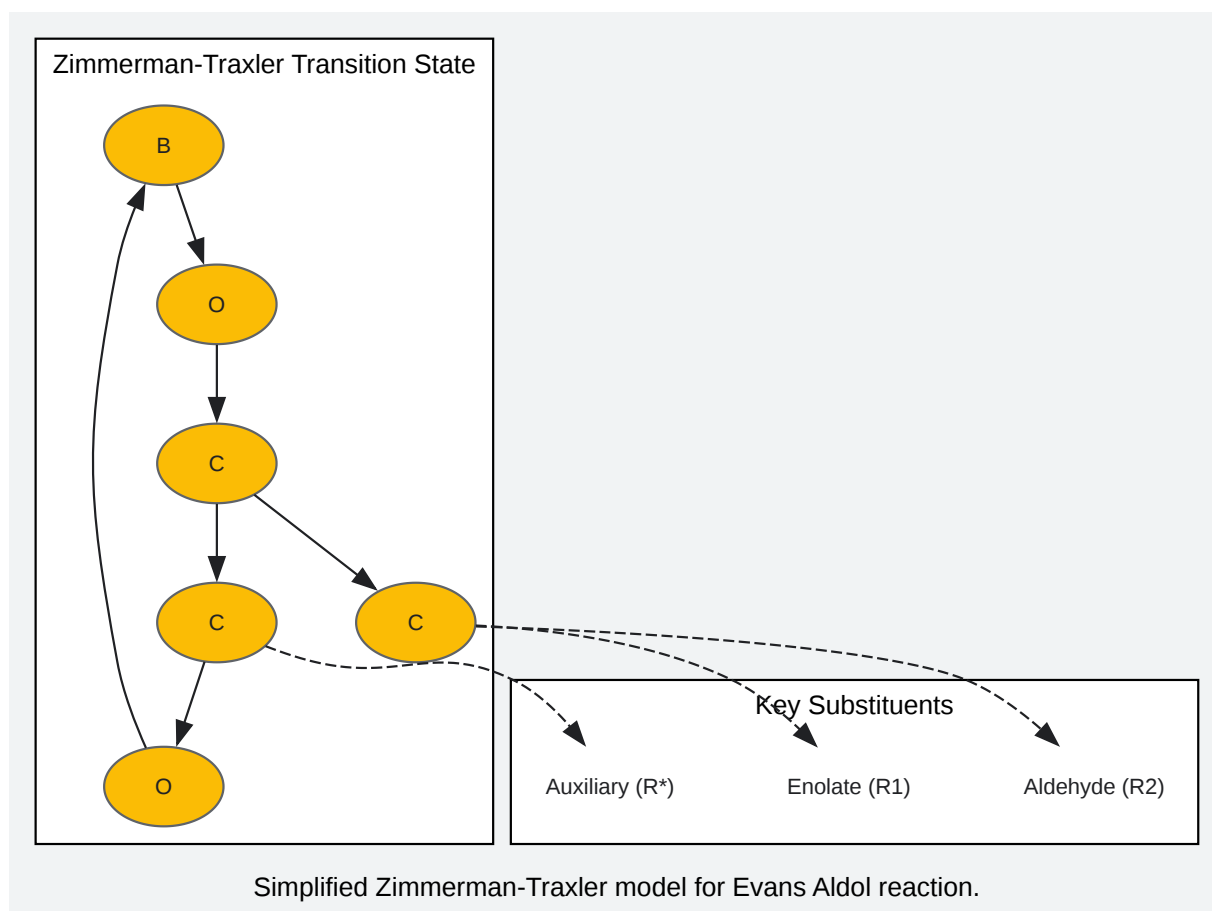 Zimmerman-Traxler Transition State
B
O
C
C
C
O
Key Substituents
Auxiliary (R*)
Enolate (R1)
Aldehyde (R2)
Simplified Zimmerman-Traxler model for Evans Aldol reaction.